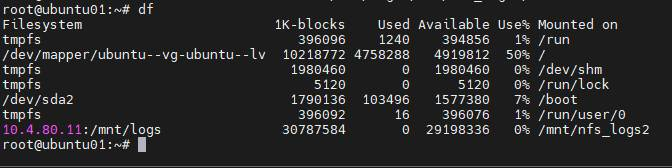 root@ubuntu01:~# df
Filesystem                        1K-blocks    Used Available Use% Mounted on
tmpfs                                396096    1240    394856   1% /run
/dev/mapper/ubuntu--vg-ubuntu--lv  10218772 4758288   4919812  50% /
tmpfs                               1980460       0   1980460   0% /dev/shm
tmpfs                                  5120       0      5120   0% /run/lock
/dev/sda2                           1790136  103496   1577380   7% /boot
tmpfs                                396092      16    396076   1% /run/user/0
10.4.80.11:/mnt/logs               30787584       0  29198336   0% /mnt/nfs_logs2
root@ubuntu01:~#